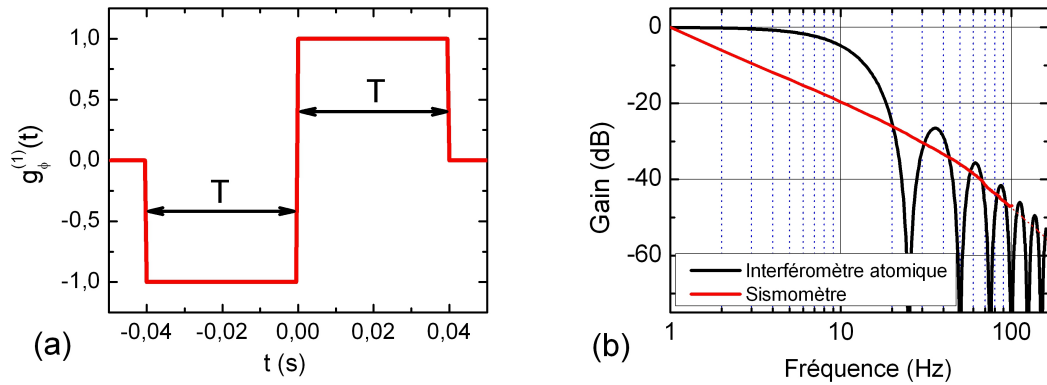 1,0
0,5
0,0
-0,5
-1,0
g_ϕ^(1)(t)
T
T
-0,04
-0,02
0,00
0,02
0,04
t (s)
(a)
0
-20
-40
-60
Gain (dB)
Interféromètre atomique
Sismomètre
1
10
100
Fréquence (Hz)
(b)